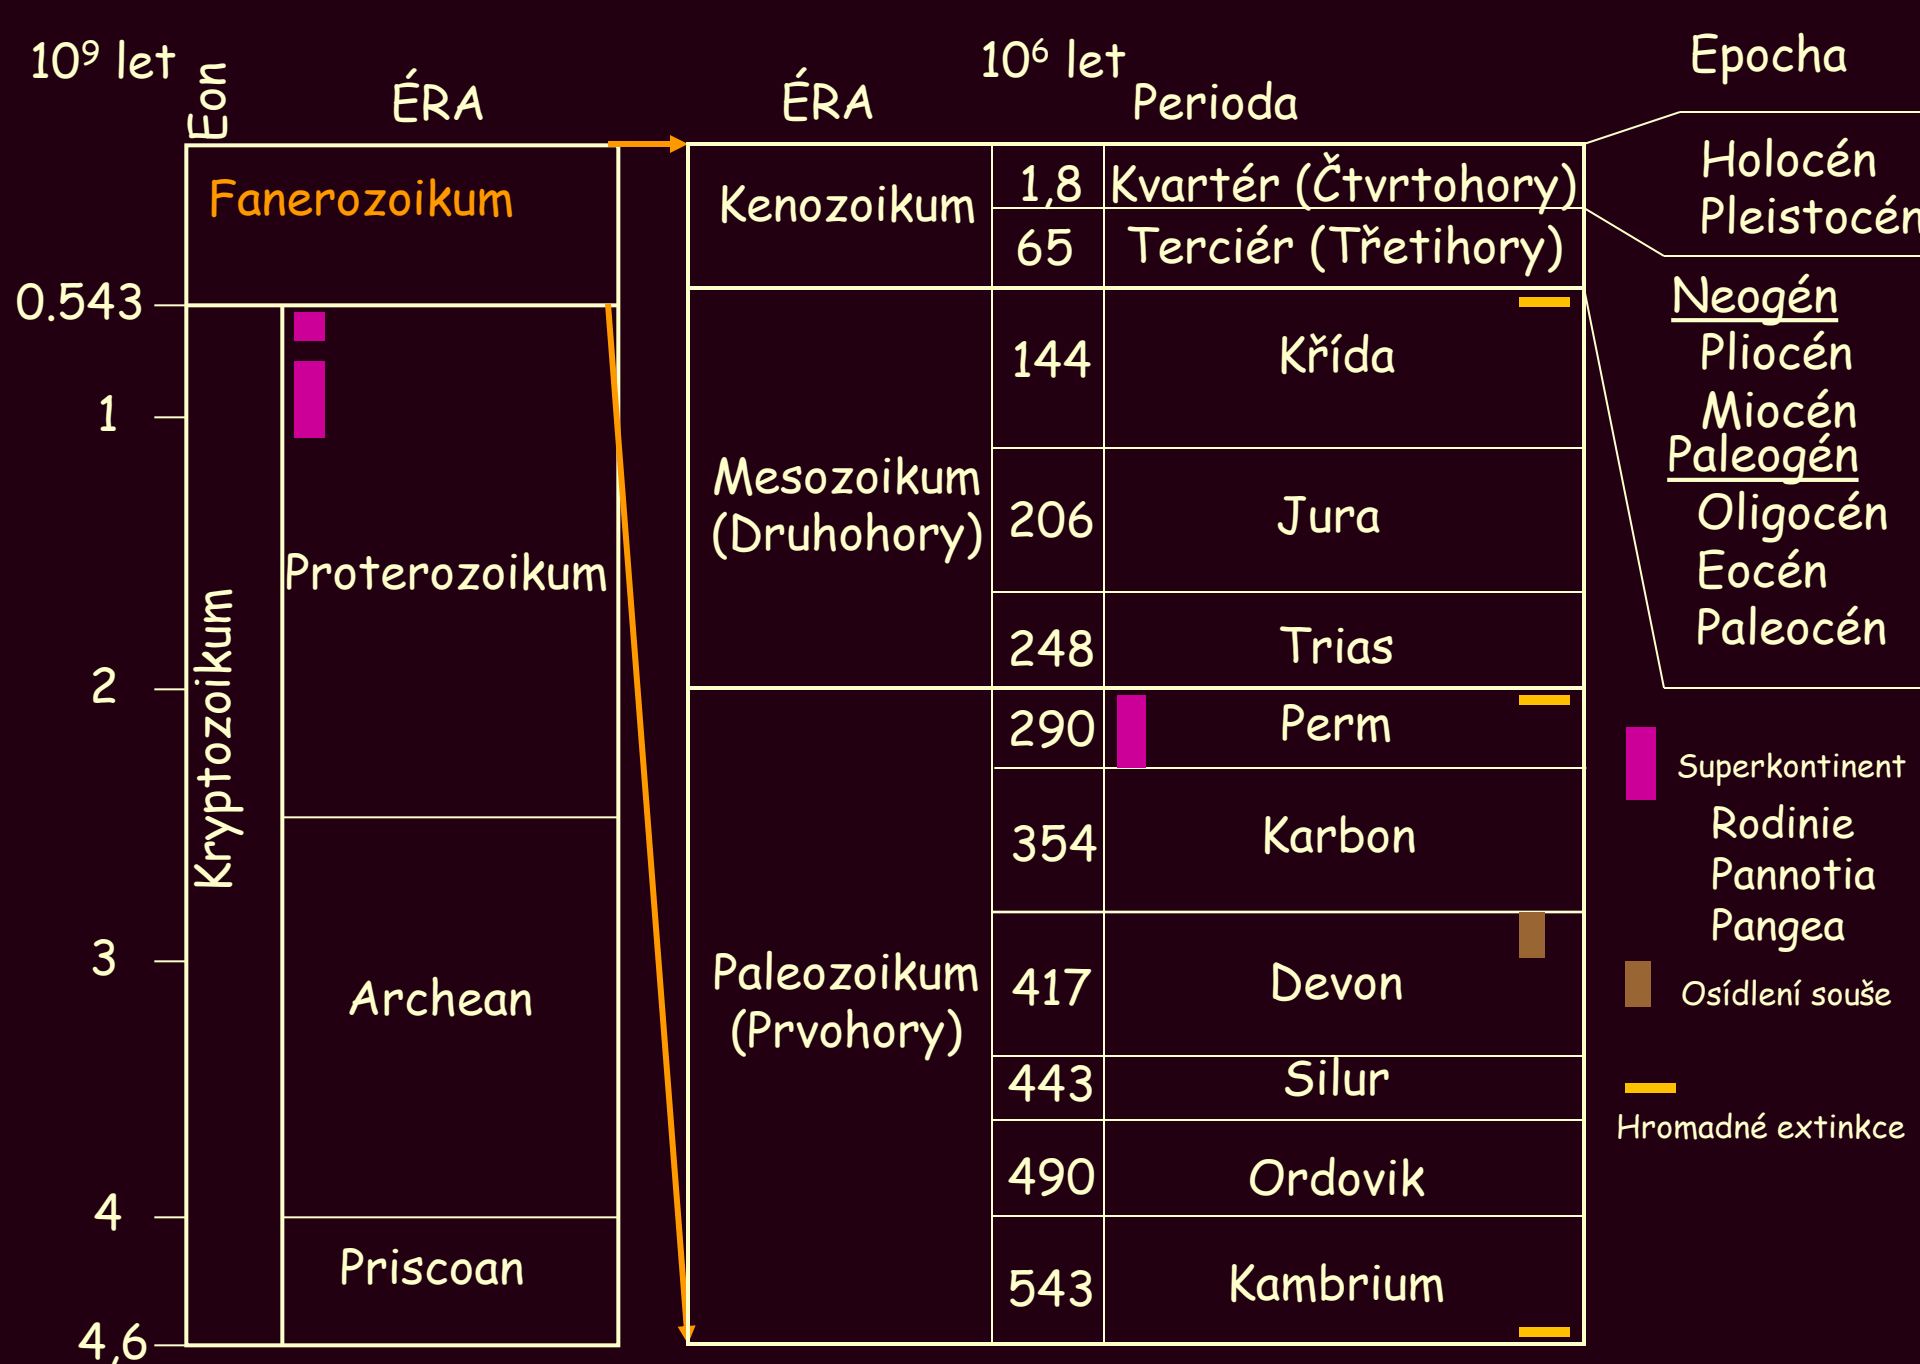 10⁹ let
Eon
ÉRA
Fanerozoikum
0.543
1
2
3
4
4,6
Kryptozoikum
Proterozoikum
Archean
Priscoan
ÉRA
10⁶ let
Perioda
Kenozoikum
1,8 Kvartér (Čtvrtohory)
65 Terciér (Třetihory)
Mesozoikum
(Druhohory)
144 Křída
206 Jura
248 Trias
Paleozoikum
(Prvohory)
290 Perm
354 Karbon
417 Devon
443 Silur
490 Ordovik
543 Kambrium
Epocha
Holocén
Pleistocén
Neogén
Pliocén
Miocén
Paleogén
Oligocén
Eocén
Paleocén
Superkontinent
Rodinie
Pannotia
Pangea
Osídlení souše
Hromadné extinkce